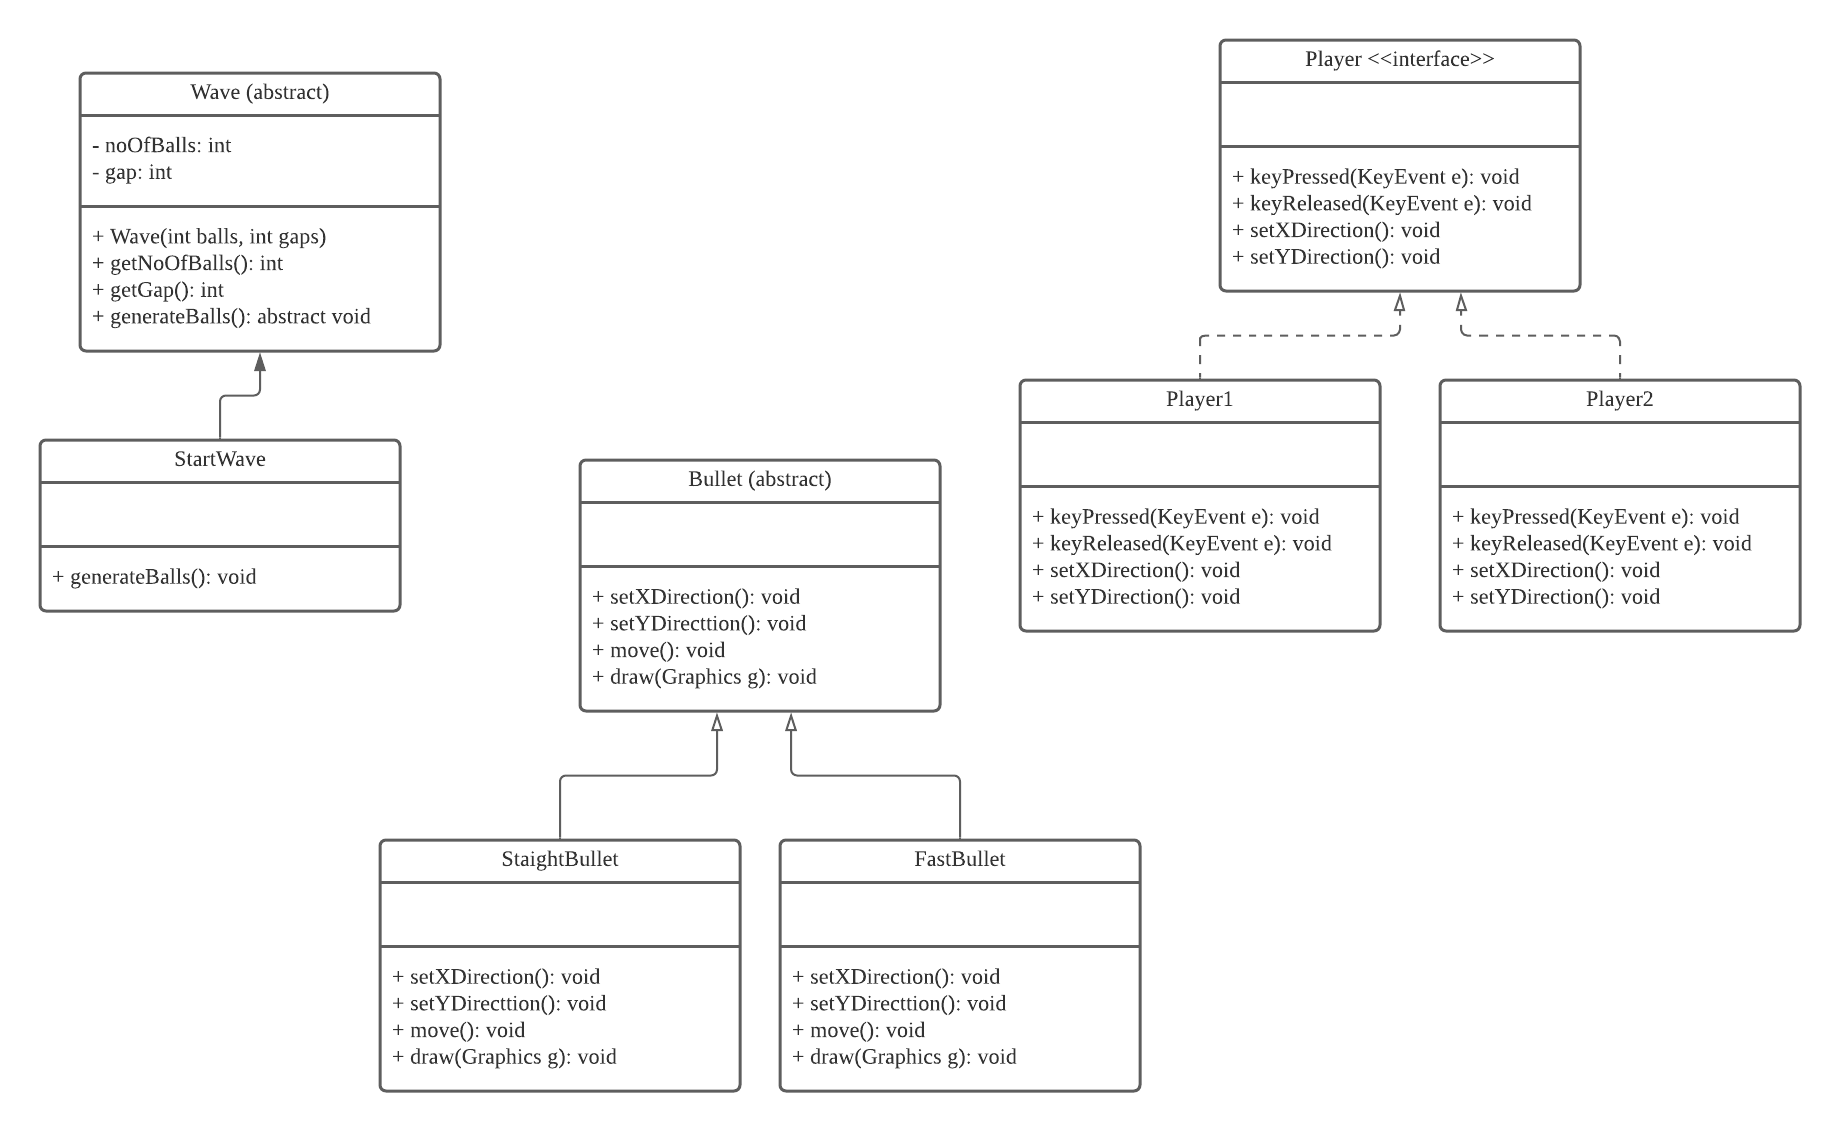 Wave (abstract)
- noOfBalls: int
- gap: int
+ Wave(int balls, int gaps)
+ getNoOfBalls(): int
+ getGap(): int
+ generateBalls(): abstract void
StartWave
+ generateBalls(): void
Bullet (abstract)
+ setXDirection(): void
+ setYDirecttion(): void
+ move(): void
+ draw(Graphics g): void
StaightBullet
+ setXDirection(): void
+ setYDirecttion(): void
+ move(): void
+ draw(Graphics g): void
FastBullet
+ setXDirection(): void
+ setYDirecttion(): void
+ move(): void
+ draw(Graphics g): void
Player <<interface>>
+ keyPressed(KeyEvent e): void
+ keyReleased(KeyEvent e): void
+ setXDirection(): void
+ setYDirection(): void
Player1
+ keyPressed(KeyEvent e): void
+ keyReleased(KeyEvent e): void
+ setXDirection(): void
+ setYDirection(): void
Player2
+ keyPressed(KeyEvent e): void
+ keyReleased(KeyEvent e): void
+ setXDirection(): void
+ setYDirection(): void